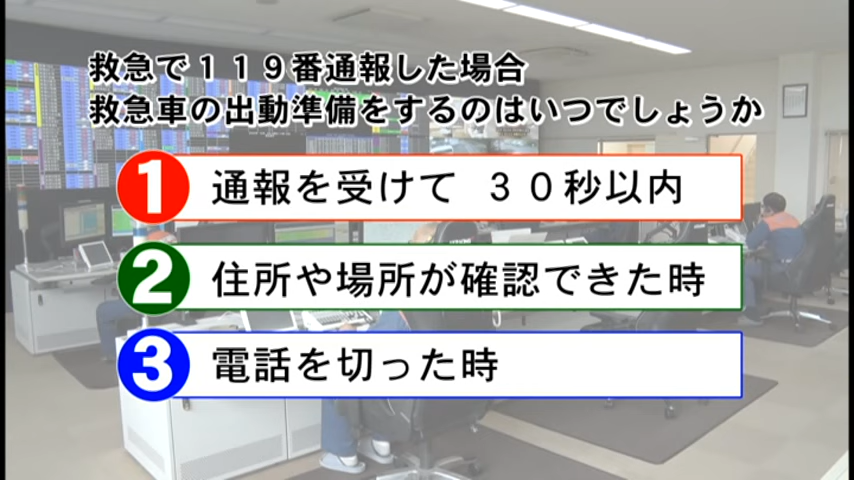 救急で１１９番通報した場合
救急車の出動準備をするのはいつでしょうか
1 通報を受けて ３０秒以内
2 住所や場所が確認できた時
3 電話を切った時